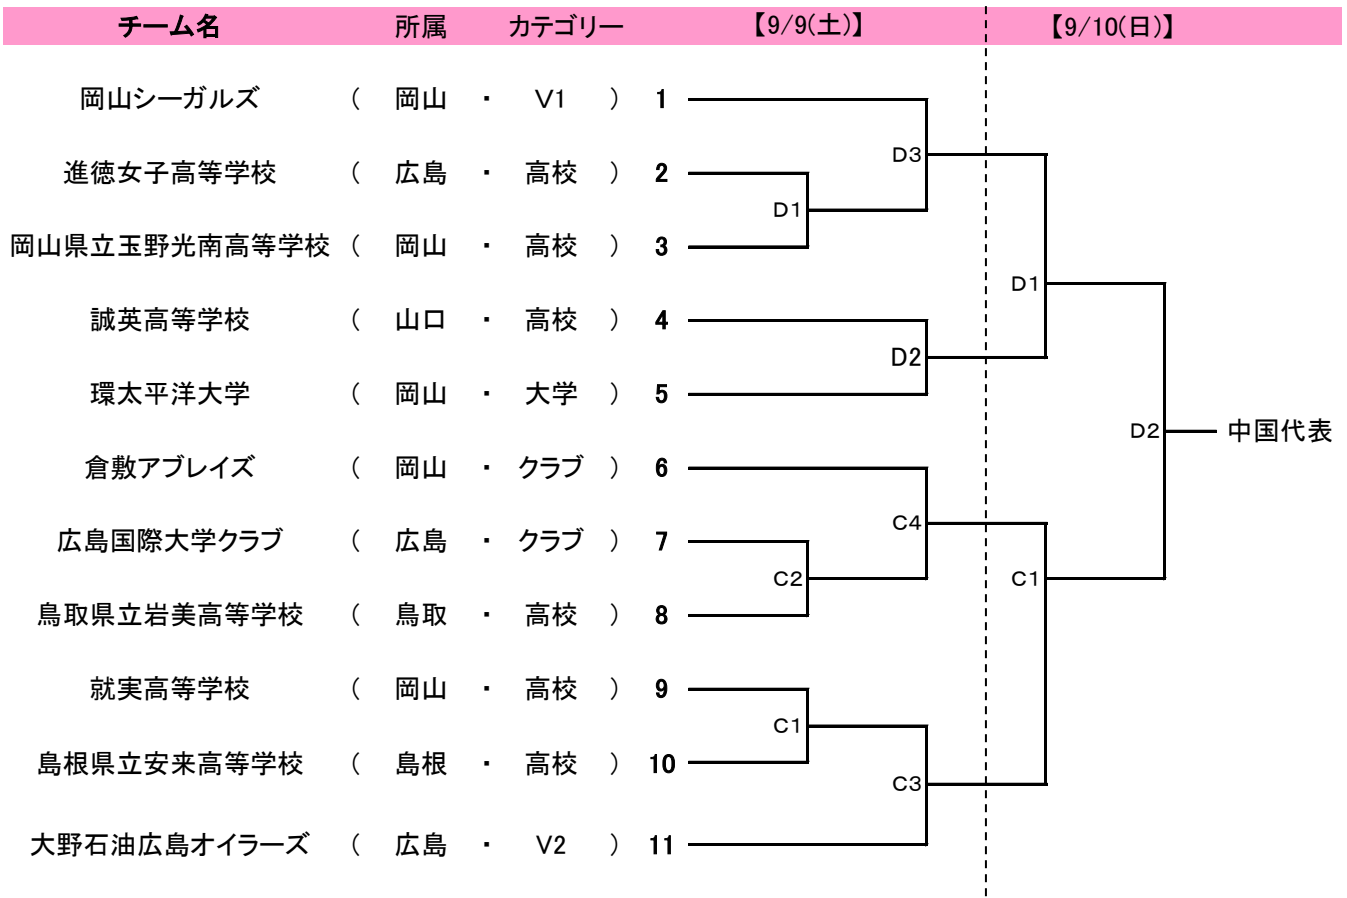 チーム名 所属 カテゴリー 【9/9(土)】 【9/10(日)】
岡山シーガルズ ( 岡山 ・ V1 ) 1
D3
進徳女子高等学校 ( 広島 ・ 高校 ) 2
D1
岡山県立玉野光南高等学校 ( 岡山 ・ 高校 ) 3
D1
誠英高等学校 ( 山口 ・ 高校 ) 4
D2
環太平洋大学 ( 岡山 ・ 大学 ) 5
D2 中国代表
倉敷アブレイズ ( 岡山 ・ クラブ ) 6
C4
広島国際大学クラブ ( 広島 ・ クラブ ) 7
C2 C1
鳥取県立岩美高等学校 ( 鳥取 ・ 高校 ) 8
就実高等学校 ( 岡山 ・ 高校 ) 9
C1
島根県立安来高等学校 ( 島根 ・ 高校 ) 10
C3
大野石油広島オイラーズ ( 広島 ・ V2 ) 11